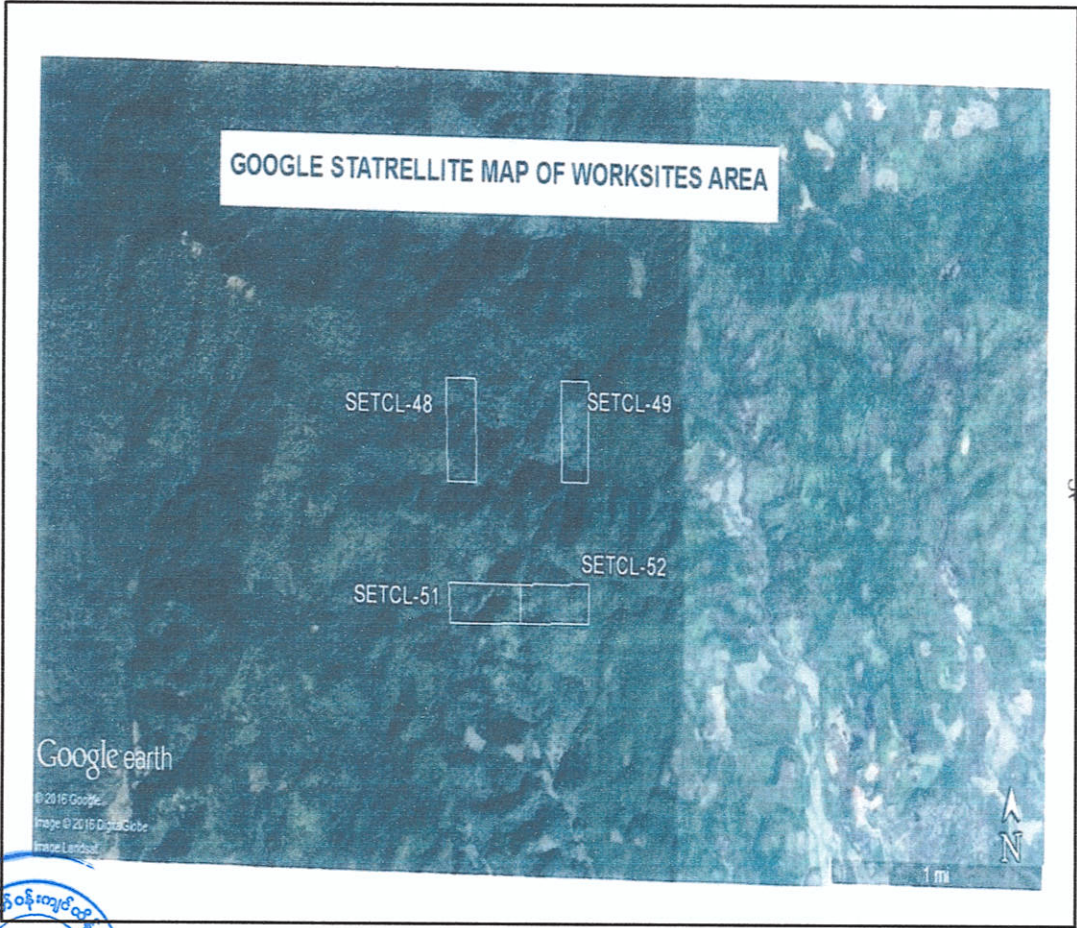 GOOGLE STATRELLITE MAP OF WORKSITES AREA
SETCL-48
SETCL-49
SETCL-52
SETCL-51
Google earth
© 2016 Google
Image © 2016 DigitalGlobe
Image Landsat
N
1 mi